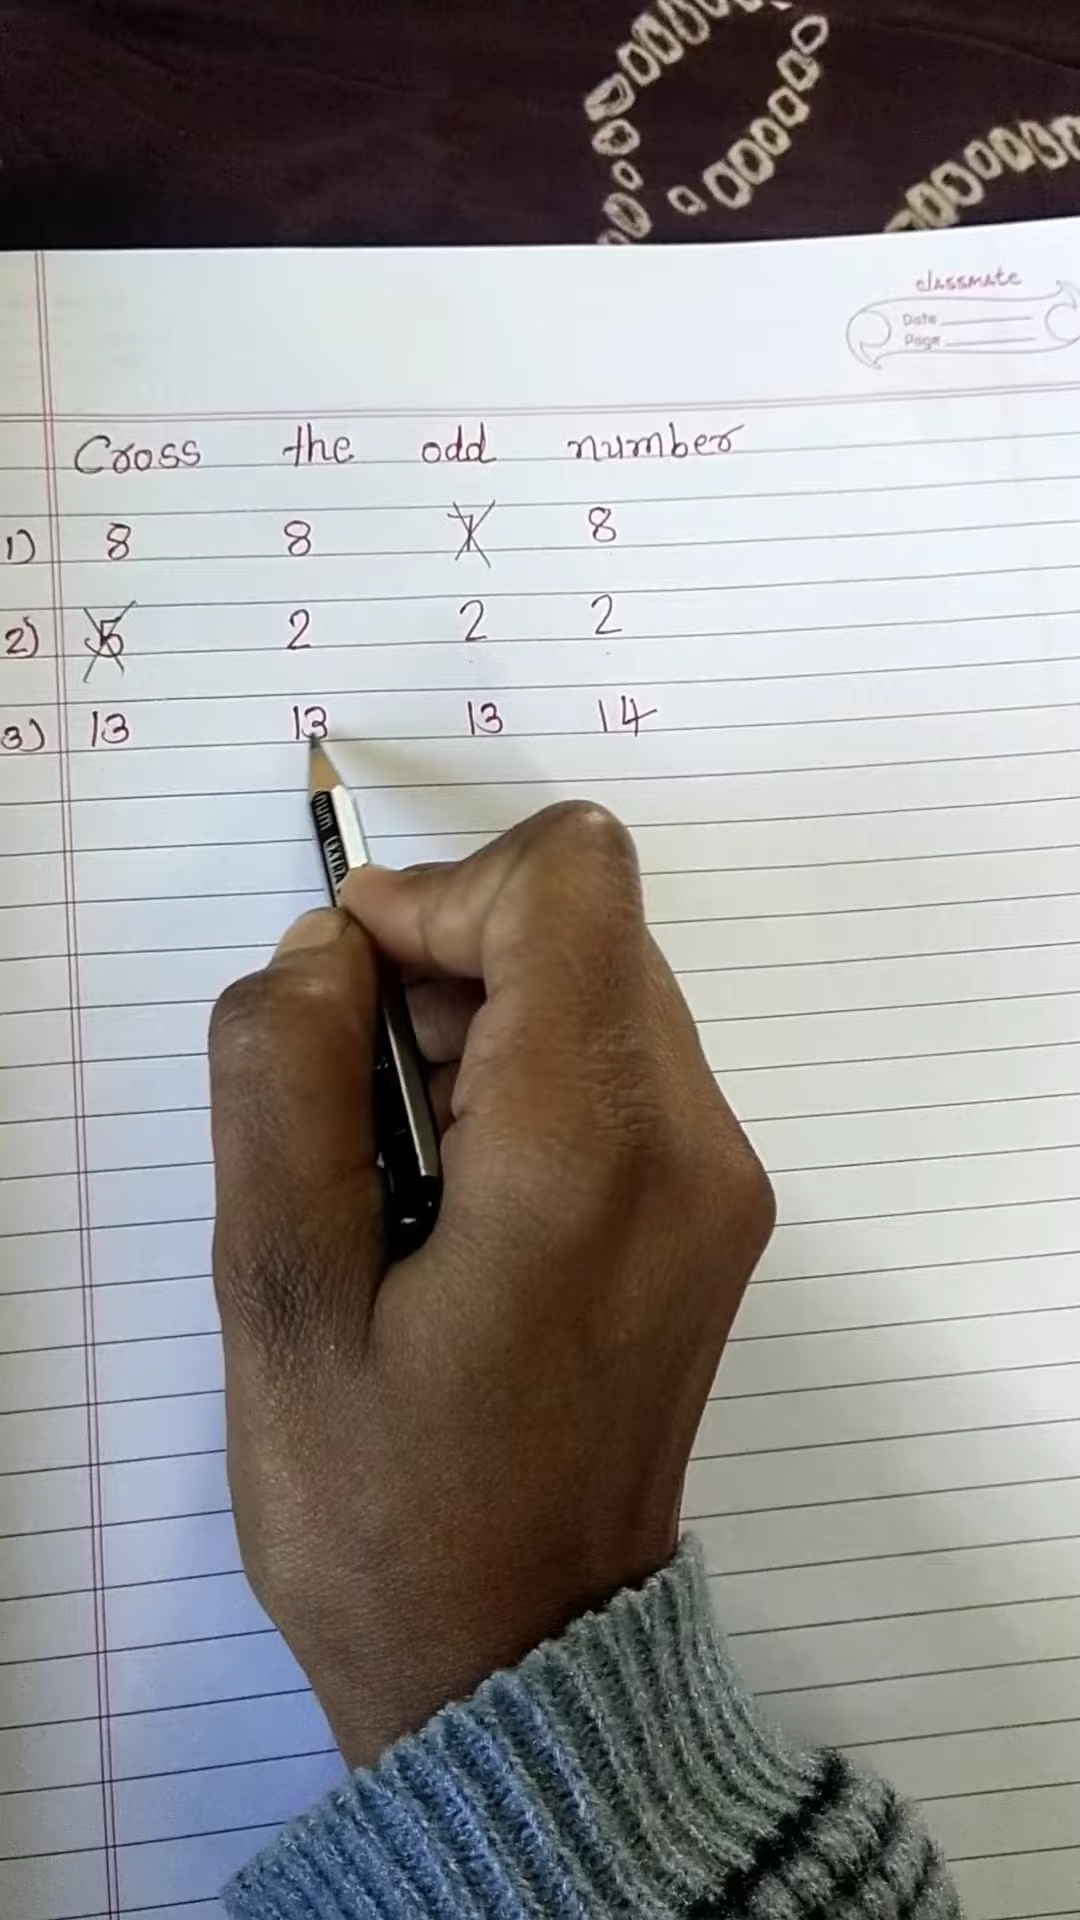 classmate
Date
Page
Cross the odd number
1) 8 8 7 8
2) 5 2 2 2
3) 13 13 13 14